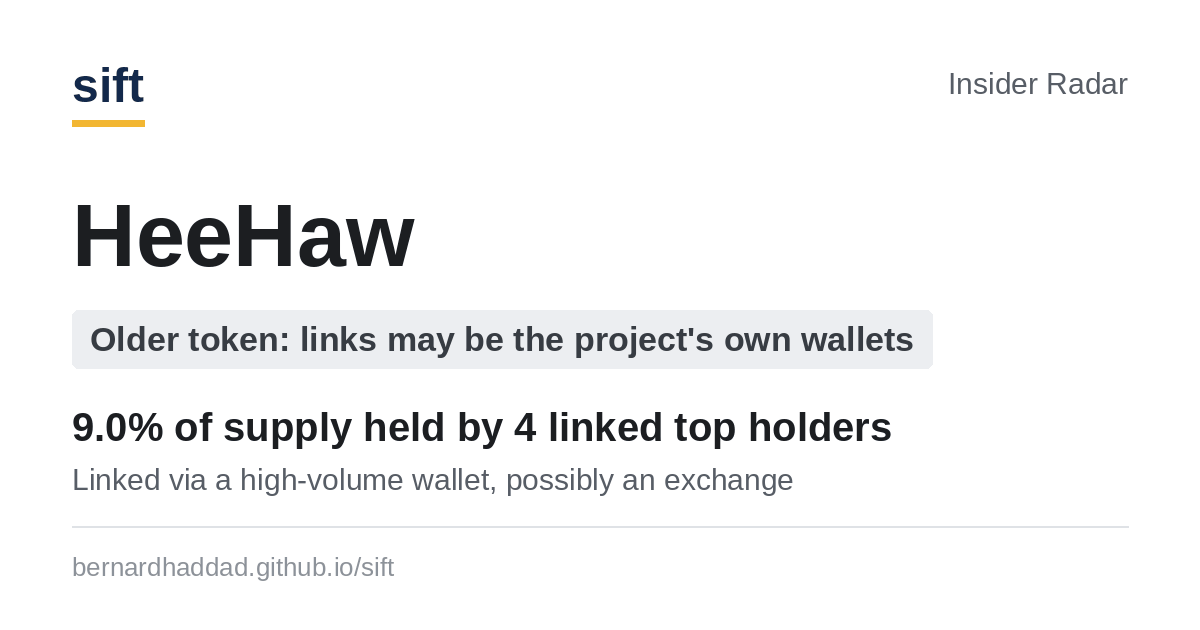 sift
Insider Radar
HeeHaw
Older token: links may be the project's own wallets
9.0% of supply held by 4 linked top holders
Linked via a high-volume wallet, possibly an exchange
bernardhaddad.github.io/sift